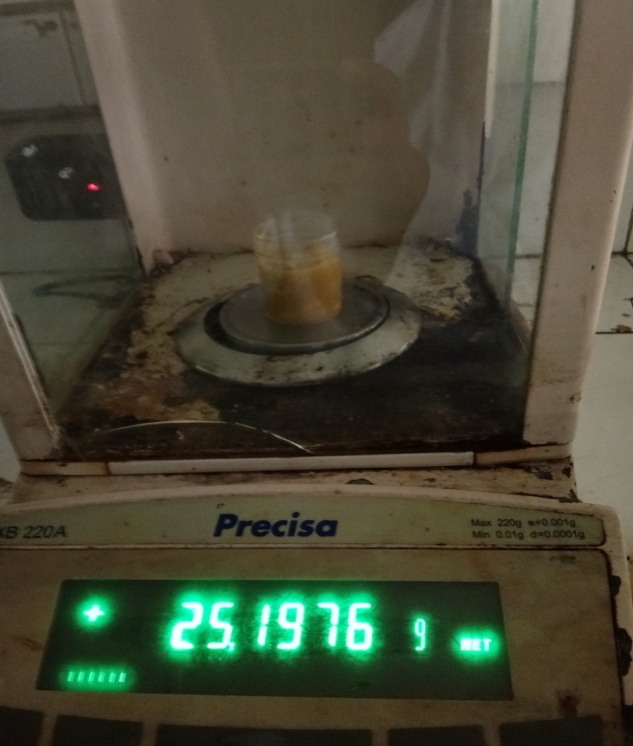 XB 220A
Precisa
Max 220g e=0.001g
Min 0.01g d=0.0001g
+ 25.1976 g NET